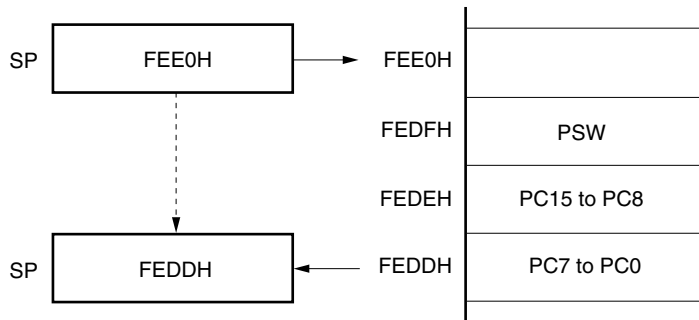 SP FEE0H FEE0H
FEDFH PSW
FEDEH PC15 to PC8
SP FEDDH FEDDH PC7 to PC0